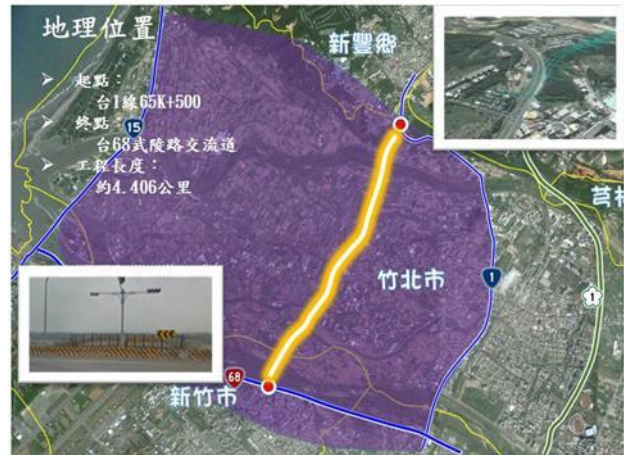 地理位置
新豐鄉
➢ 起點：
台1線65K+500
➢ 終點：
台68武陵路交流道
➢ 工程長度：
約4.406公里
15
芎林
竹北市
1
1
68
新竹市